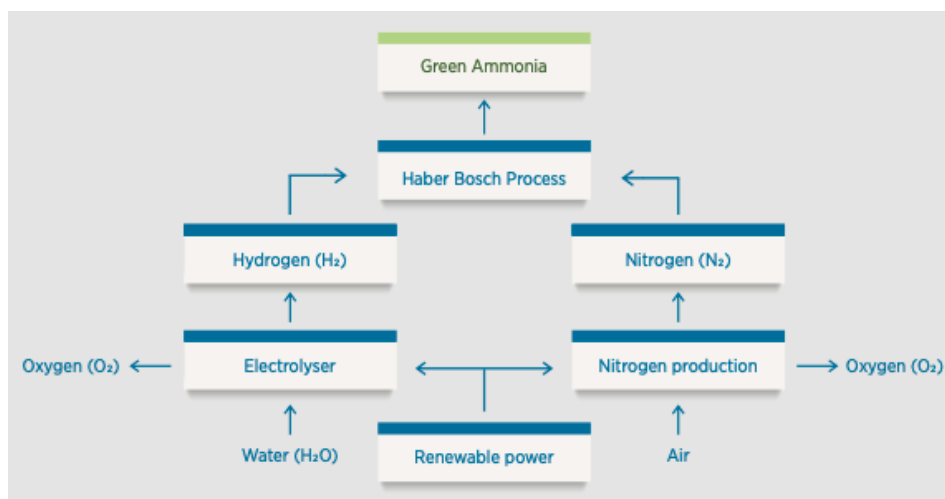 Green Ammonia
Haber Bosch Process
Hydrogen (H₂)
Nitrogen (N₂)
Oxygen (O₂)
Electrolyser
Nitrogen production
Oxygen (O₂)
Water (H₂O)
Renewable power
Air